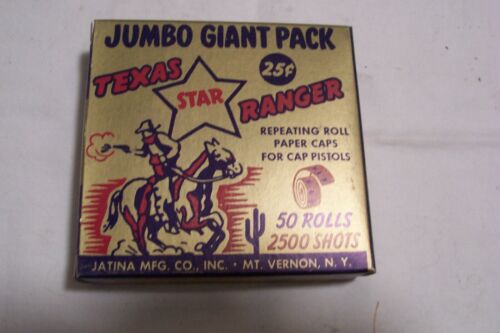 JUMBO GIANT PACK
25¢
TEXAS
STAR
RANGER
REPEATING ROLL
PAPER CAPS
FOR CAP PISTOLS
50 ROLLS
2500 SHOTS
JATINA MFG. CO., INC. • MT. VERNON, N. Y.